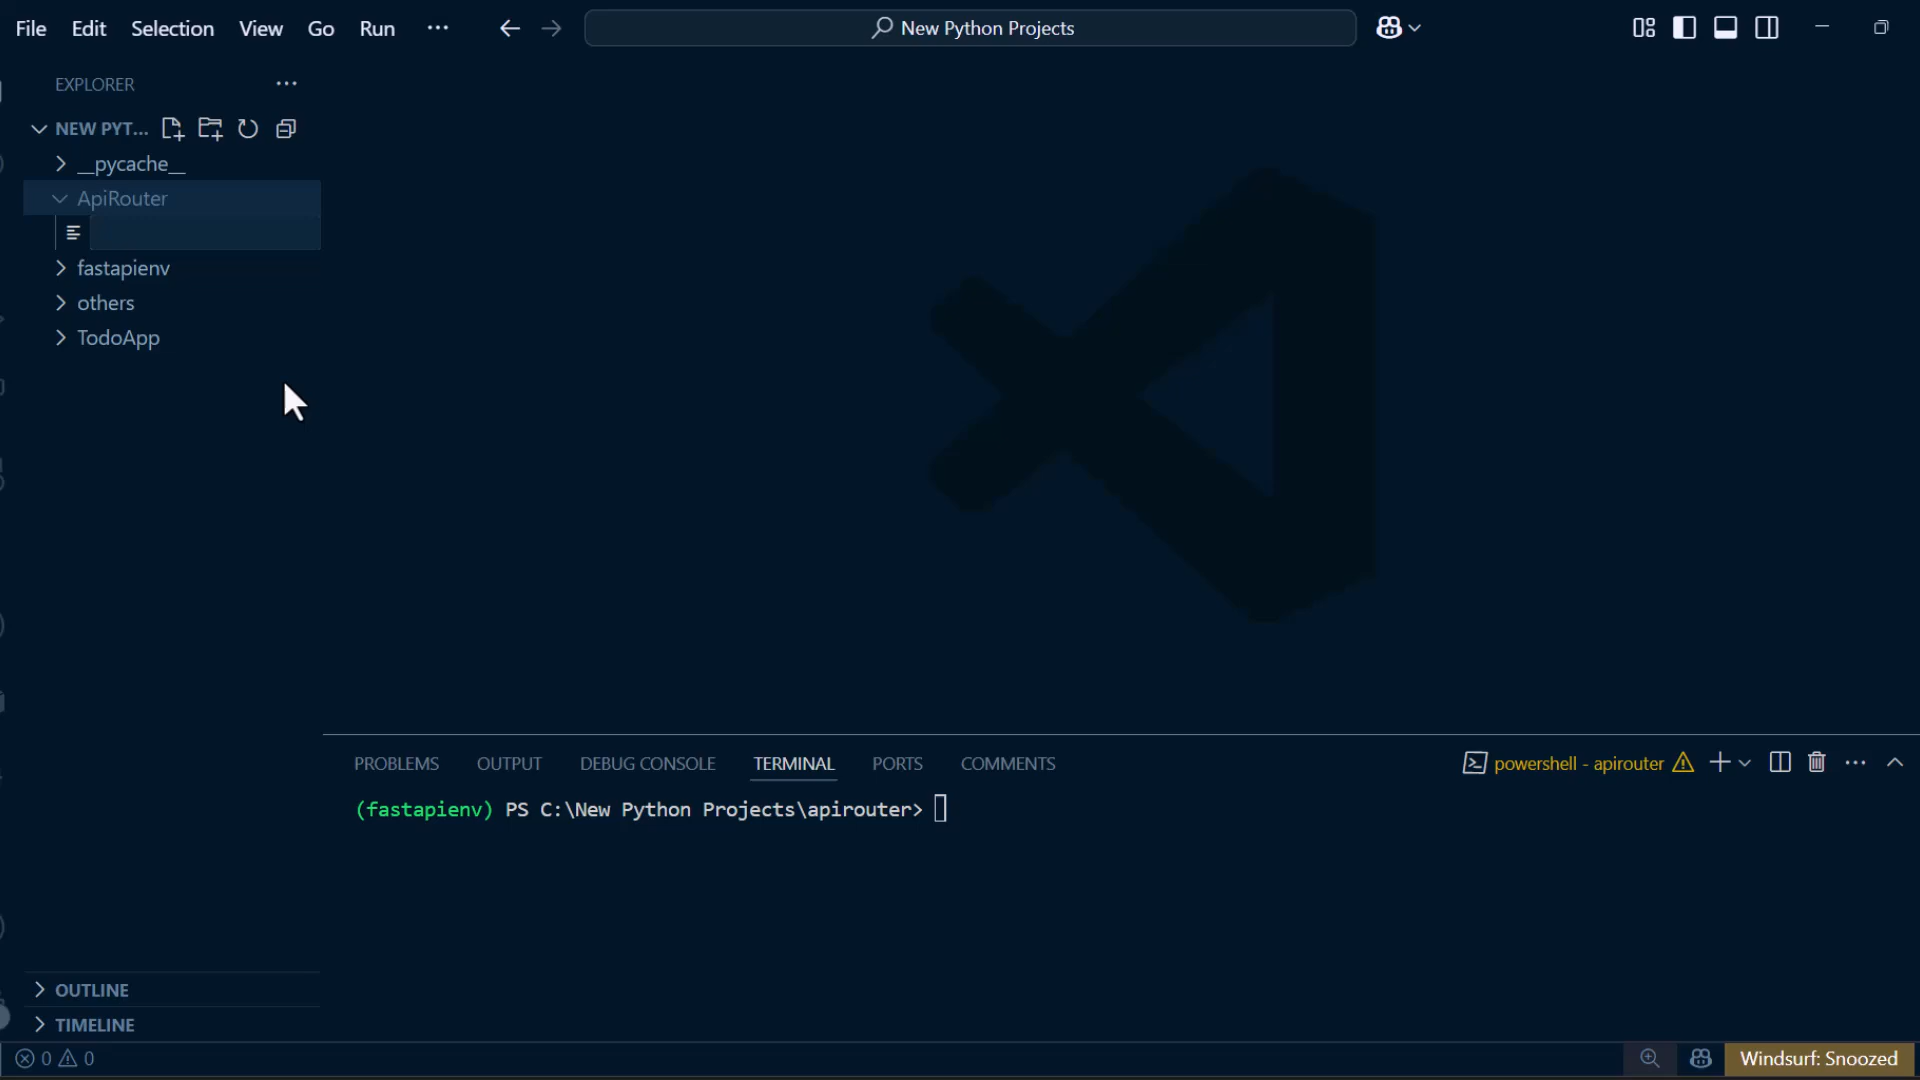 File Edit Selection View Go Run ··· New Python Projects
EXPLORER ···
NEW PYT...
__pycache__
ApiRouter
fastapienv
others
TodoApp
PROBLEMS OUTPUT DEBUG CONSOLE TERMINAL PORTS COMMENTS powershell - apirouter ···
(fastapienv) PS C:\New Python Projects\apirouter>
OUTLINE
TIMELINE
0 0 Windsurf: Snoozed